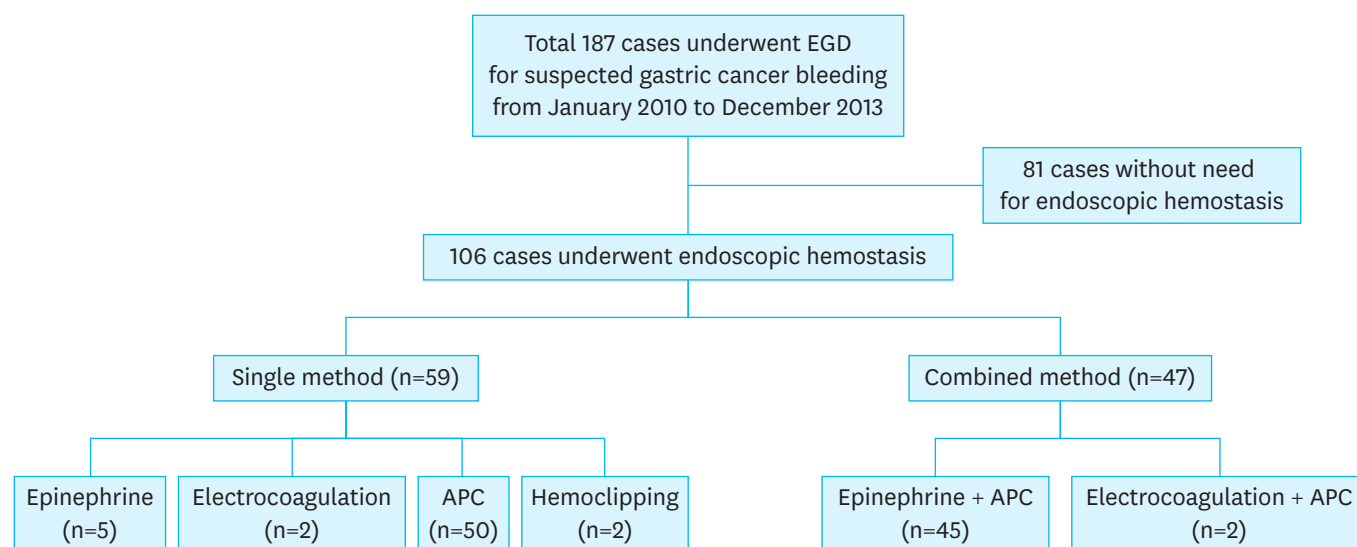 Total 187 cases underwent EGD
for suspected gastric cancer bleeding
from January 2010 to December 2013
81 cases without need
for endoscopic hemostasis
106 cases underwent endoscopic hemostasis
Single method (n=59)
Combined method (n=47)
Epinephrine
(n=5)
Electrocoagulation
(n=2)
APC
(n=50)
Hemoclipping
(n=2)
Epinephrine + APC
(n=45)
Electrocoagulation + APC
(n=2)